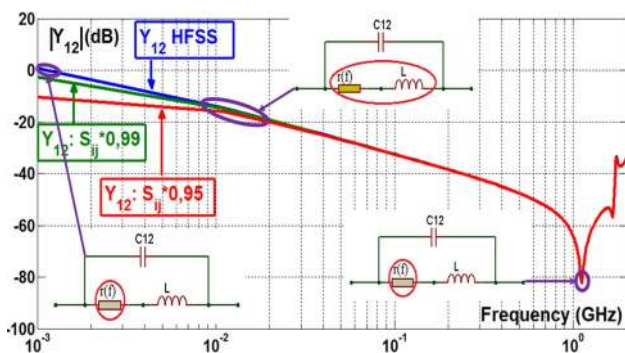 |Y12|(dB)
20
0
-20
-40
-60
-80
-100
Y12 HFSS
Y12: Sij*0,99
Y12: Sij*0,95
C12
r(f)
L
C12
r(f)
L
C12
r(f)
L
10-3
10-2
10-1
100
Frequency (GHz)